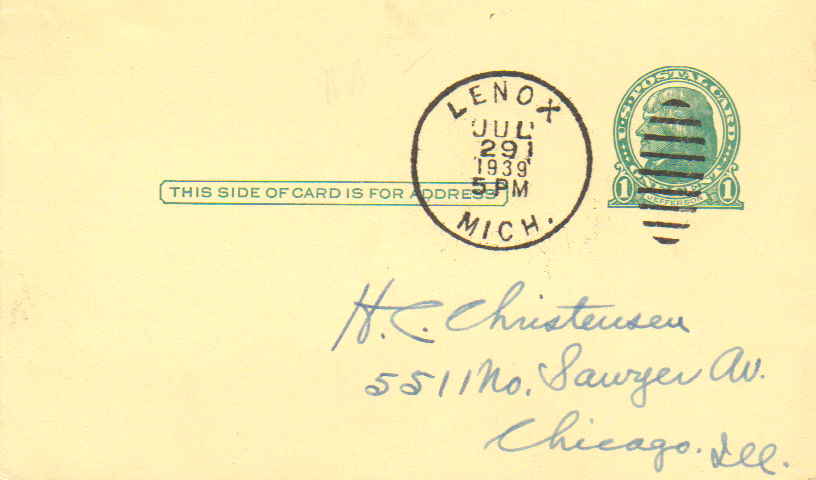 U.S. POSTAL CARD
LENOX
JUL
29
1939
5 PM
MICH.
THIS SIDE OF CARD IS FOR ADDRESS
1 JEFFERSON 1
H. C. Christensen
5511 No. Sawyer Av.
Chicago. Ill.